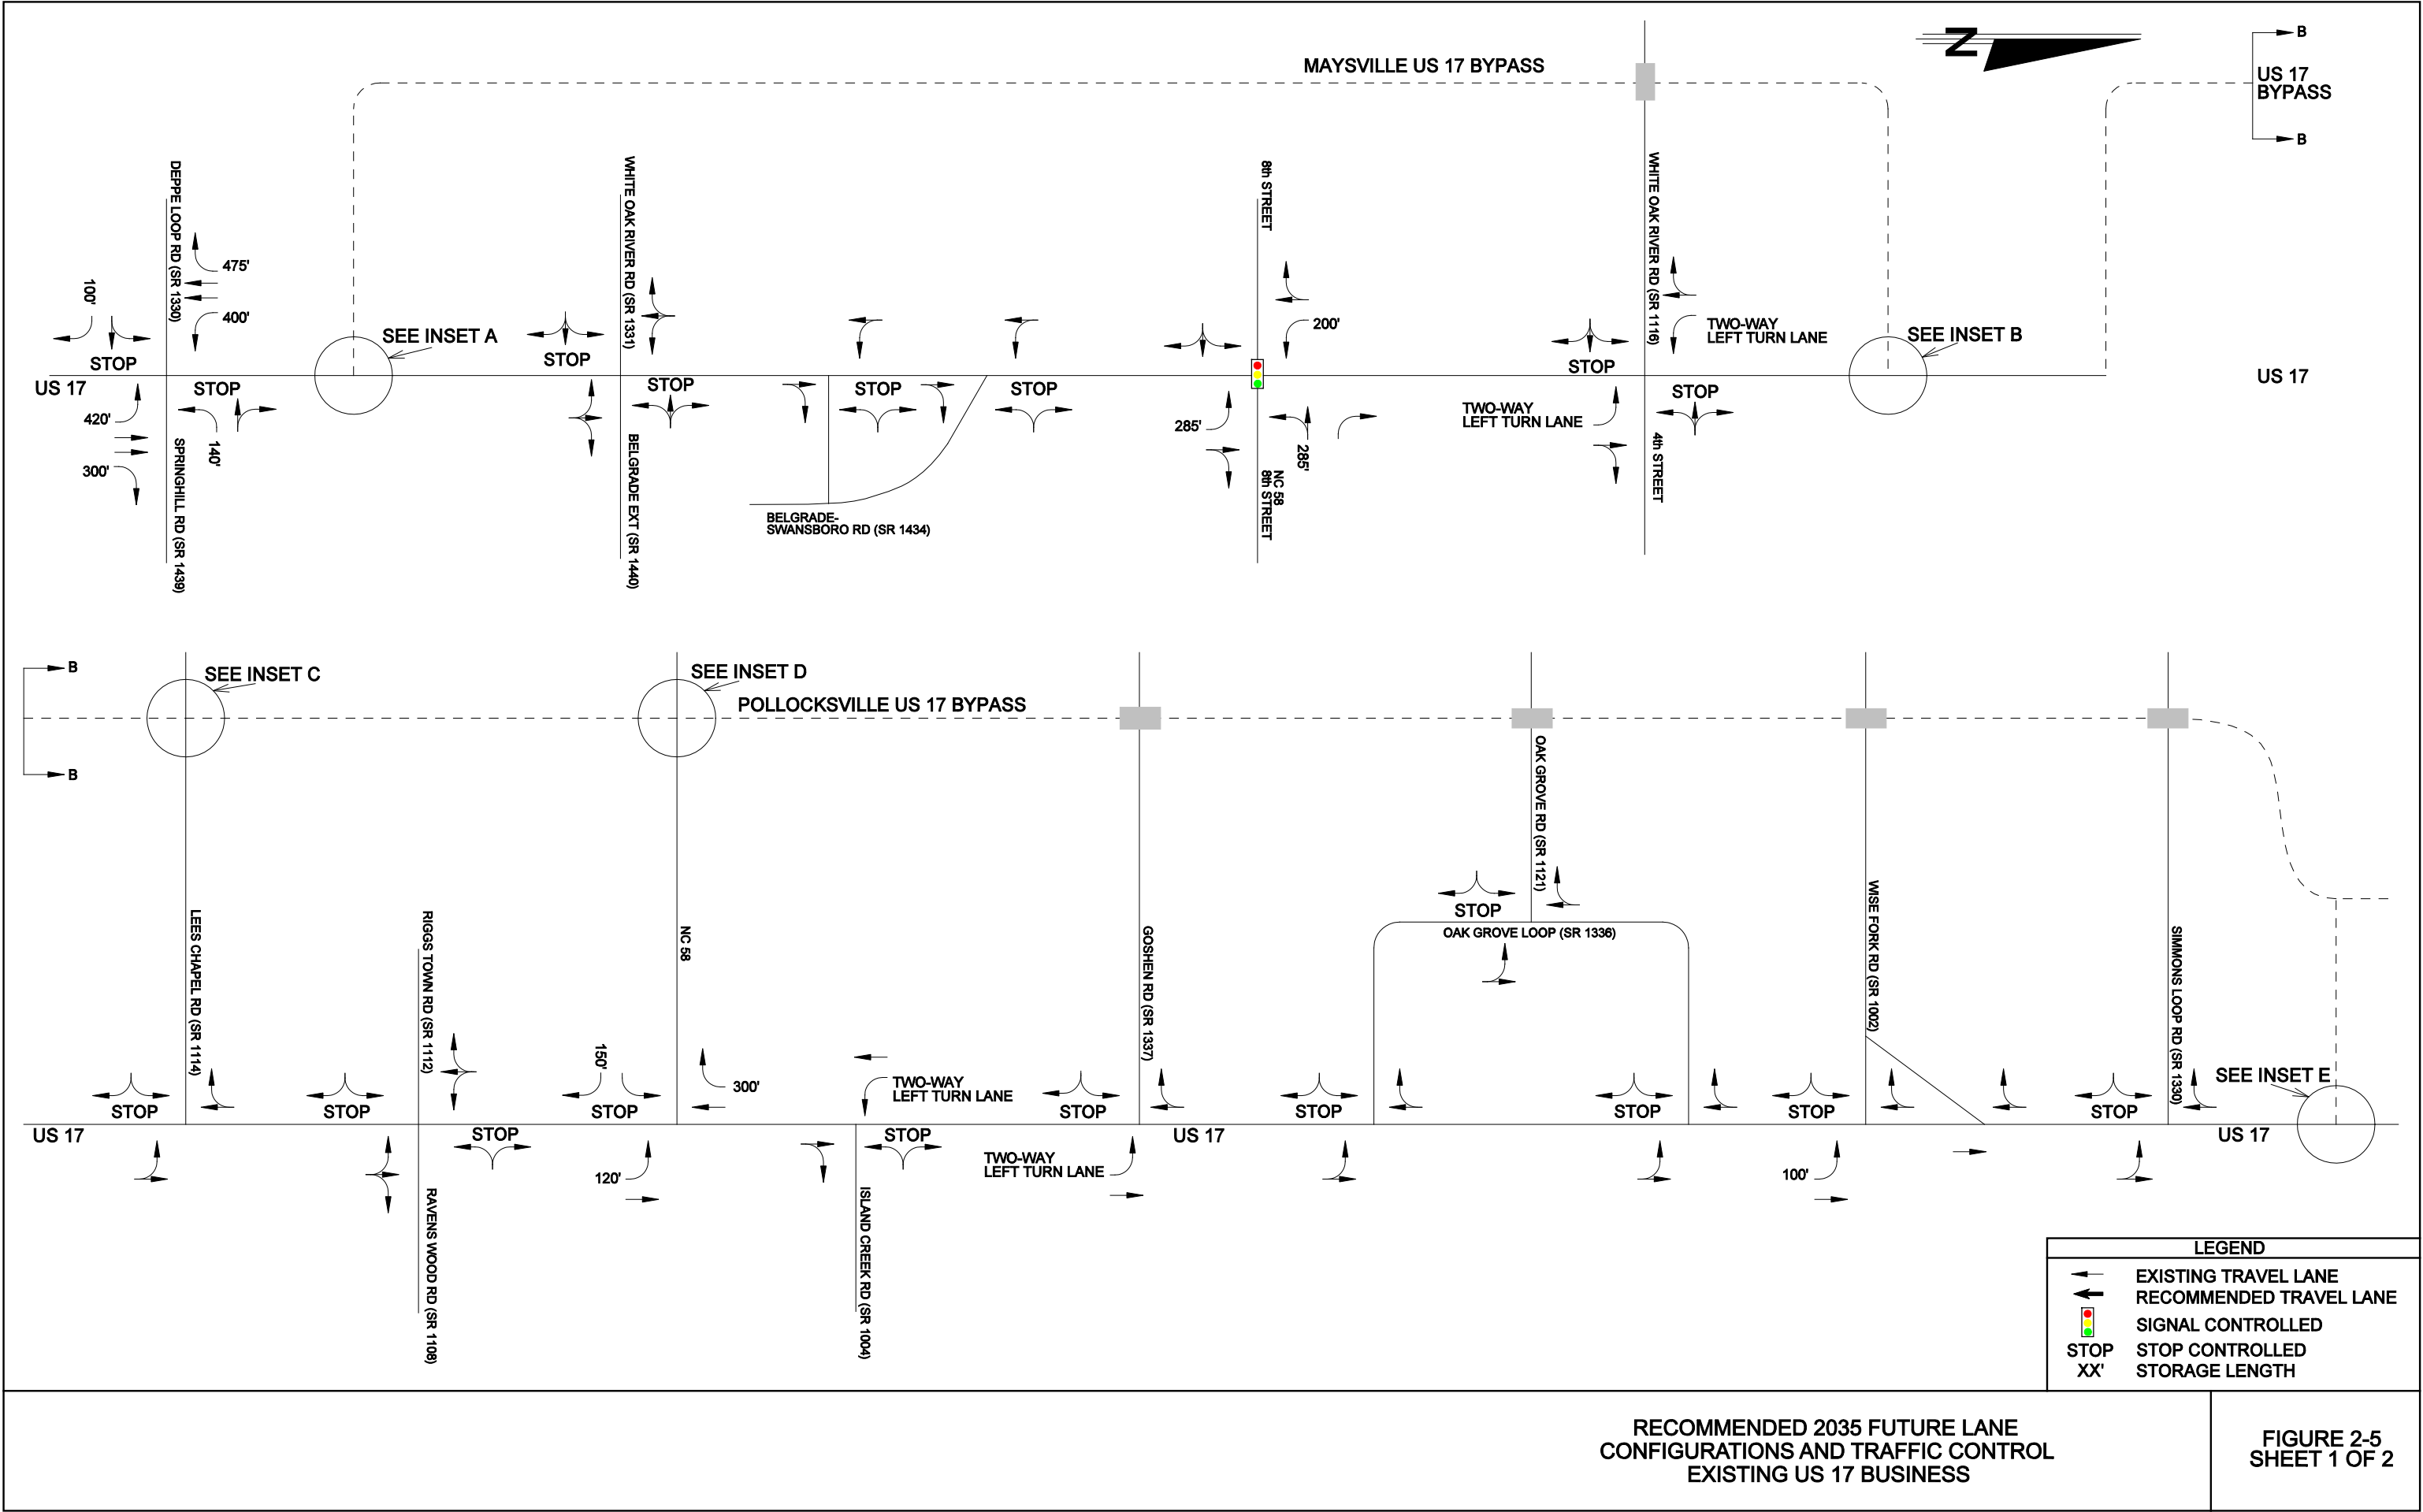 MAYSVILLE US 17 BYPASS
N
B
US 17
BYPASS
B
DEPPE LOOP RD (SR 1330)
475'
400'
100'
STOP
US 17
STOP
420'
300'
140'
SPRINGHILL RD (SR 1439)
SEE INSET A
WHITE OAK RIVER RD (SR 1331)
STOP
STOP
BELGRADE EXT (SR 1440)
STOP
STOP
BELGRADE-
SWANSBORO RD (SR 1434)
8th STREET
200'
285'
285'
NC 58
8th STREET
WHITE OAK RIVER RD (SR 1116)
TWO-WAY
LEFT TURN LANE
STOP
STOP
TWO-WAY
LEFT TURN LANE
4th STREET
SEE INSET B
US 17
B
B
SEE INSET C
SEE INSET D
POLLOCKSVILLE US 17 BYPASS
LEES CHAPEL RD (SR 1114)
STOP
US 17
RIGGS TOWN RD (SR 1112)
STOP
STOP
RAVENS WOOD RD (SR 1108)
NC 58
150'
STOP
300'
120'
TWO-WAY
LEFT TURN LANE
STOP
ISLAND CREEK RD (SR 1004)
GOSHEN RD (SR 1337)
STOP
TWO-WAY
LEFT TURN LANE
US 17
OAK GROVE RD (SR 1121)
STOP
OAK GROVE LOOP (SR 1336)
STOP
STOP
WISE FORK RD (SR 1002)
STOP
100'
SIMMONS LOOP RD (SR 1330)
STOP
SEE INSET E
US 17
LEGEND
EXISTING TRAVEL LANE
RECOMMENDED TRAVEL LANE
SIGNAL CONTROLLED
STOP STOP CONTROLLED
XX' STORAGE LENGTH
RECOMMENDED 2035 FUTURE LANE
CONFIGURATIONS AND TRAFFIC CONTROL
EXISTING US 17 BUSINESS
FIGURE 2-5
SHEET 1 OF 2